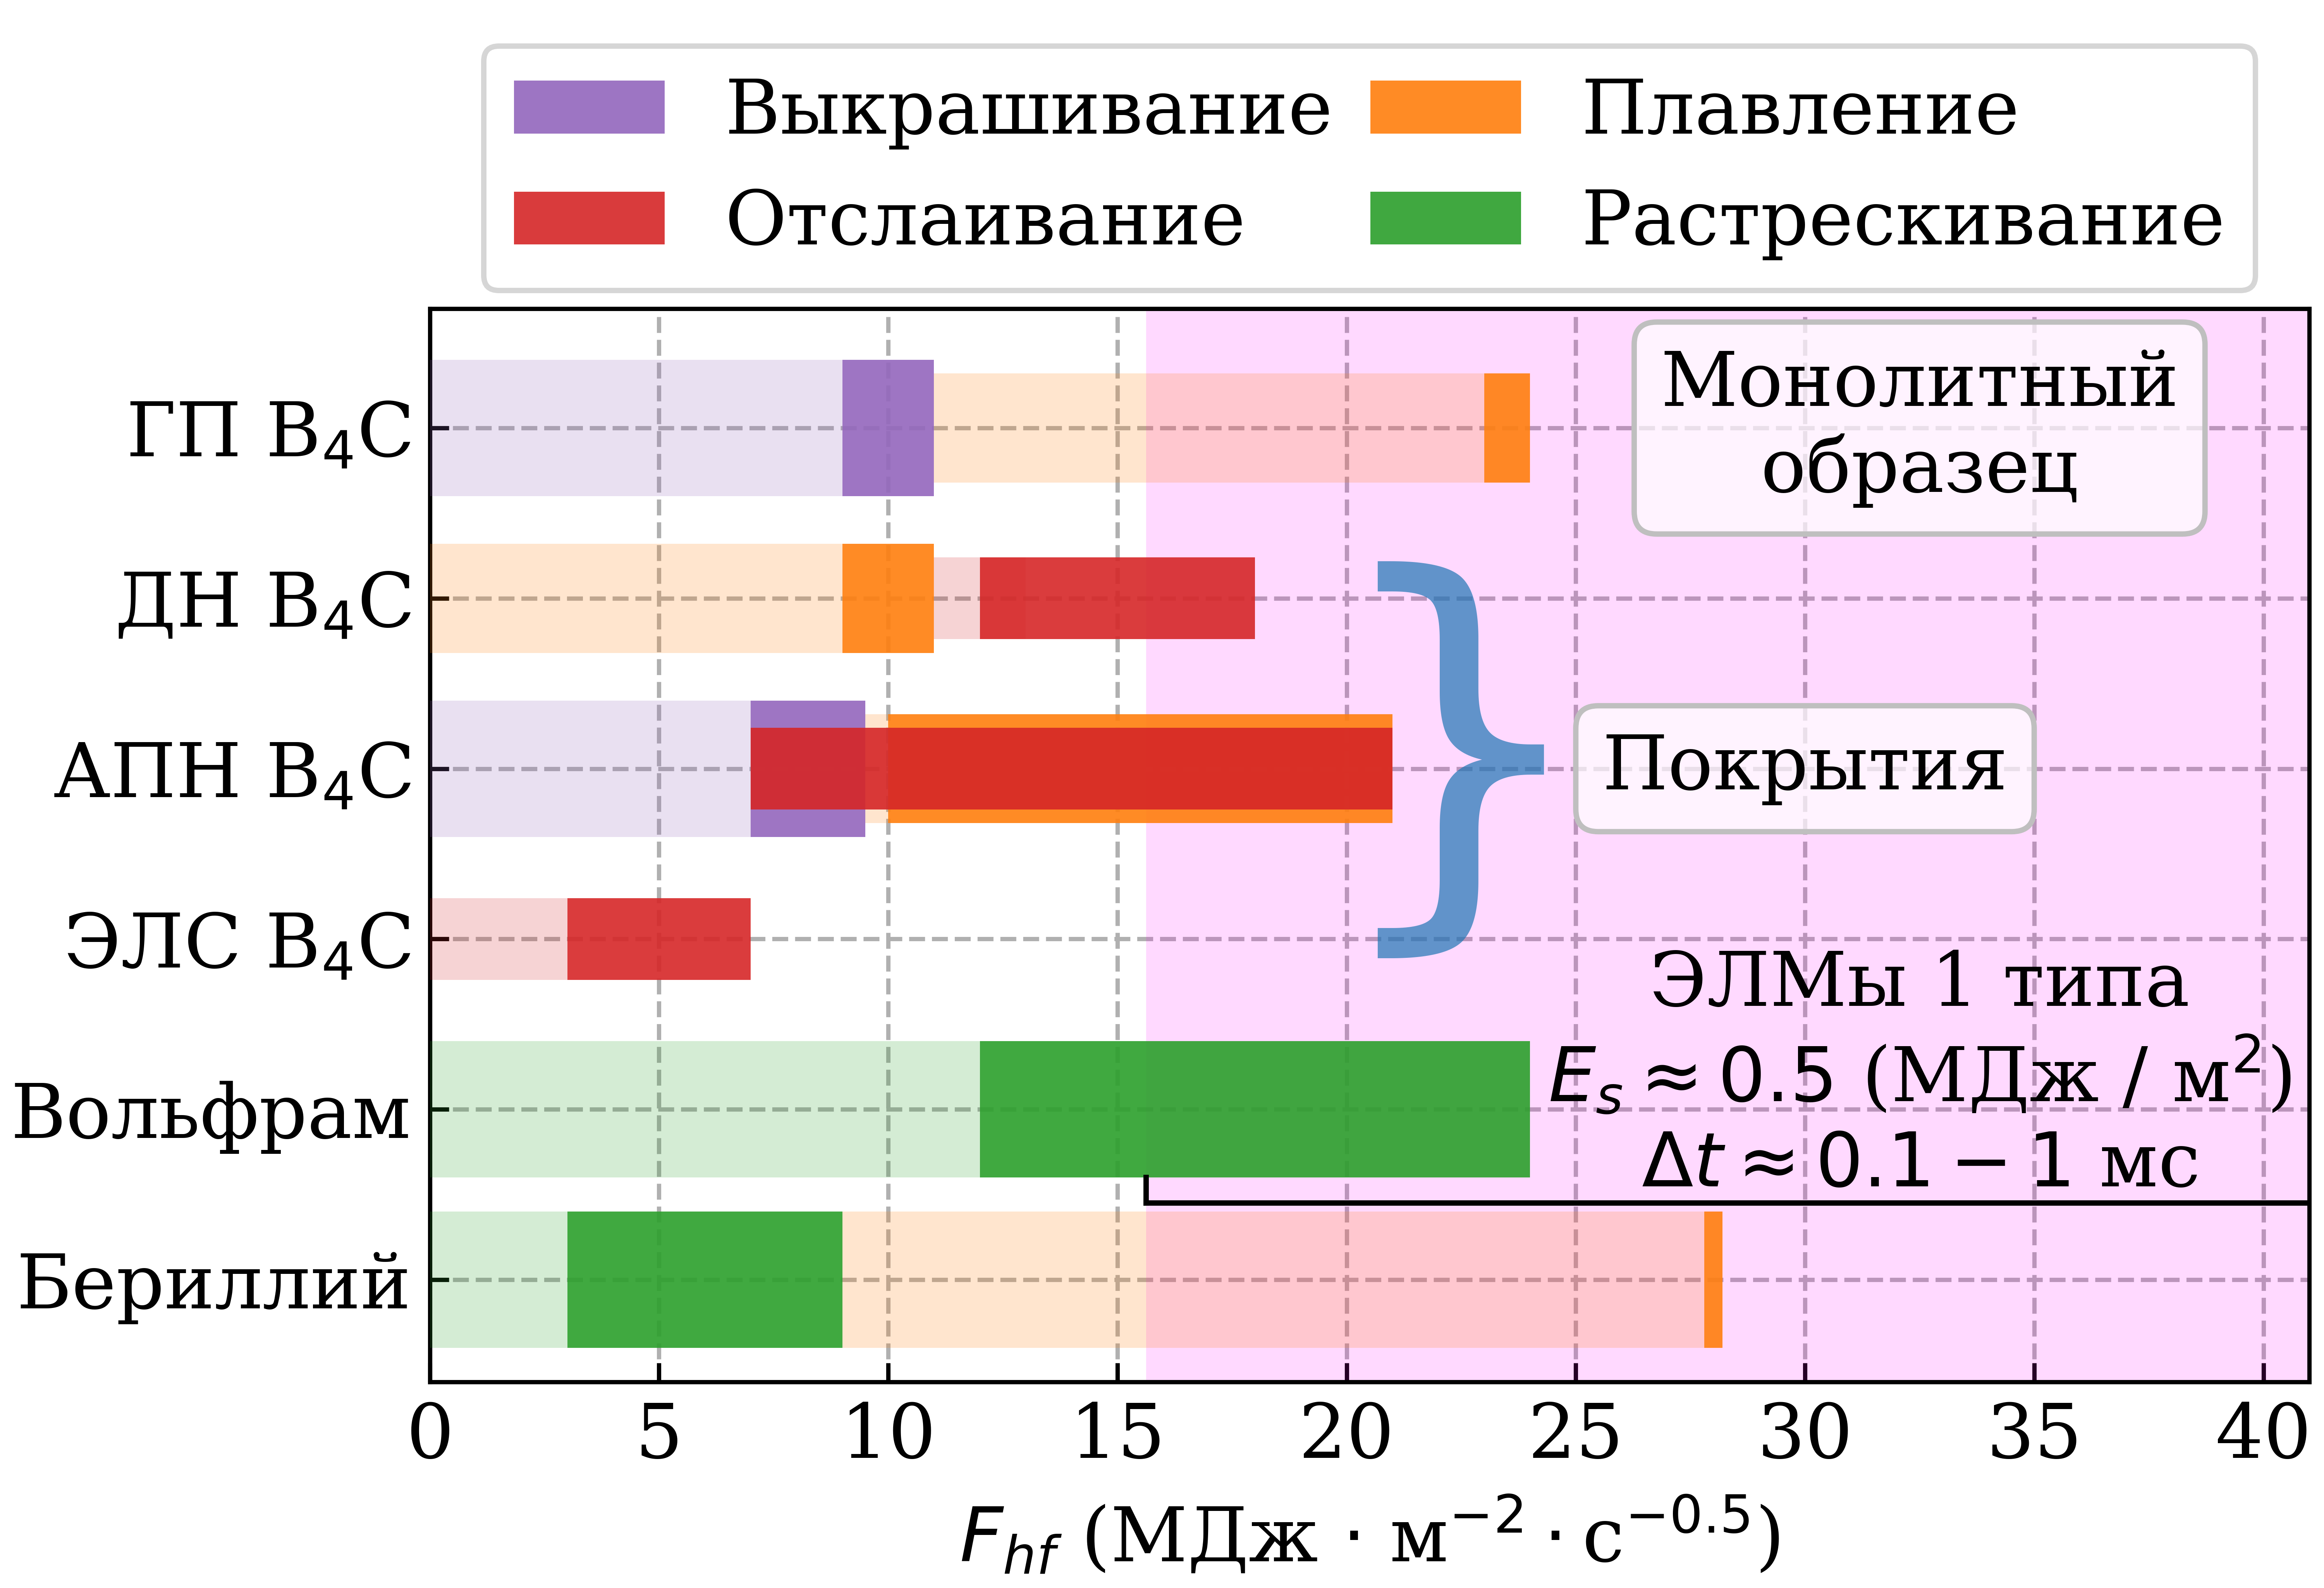 Выкрашивание
Плавление
Отслаивание
Растрескивание
ГП B₄C
ДН B₄C
АПН B₄C
ЭЛС B₄C
Вольфрам
Бериллий
Монолитный
образец
}
Покрытия
ЭЛМы 1 типа
Eₛ ≈ 0.5 (МДж / м²)
Δt ≈ 0.1 − 1 мс
0 5 10 15 20 25 30 35 40
F_hf (МДж · м⁻² · с^−0.5)